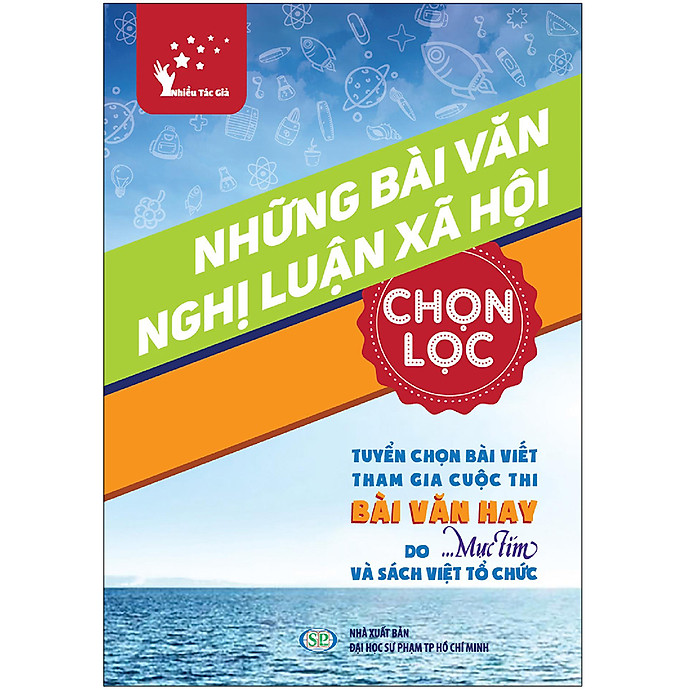 Nhiều Tác Giả
NHỮNG BÀI VĂN
NGHỊ LUẬN XÃ HỘI
CHỌN
LỌC
TUYỂN CHỌN BÀI VIẾT
THAM GIA CUỘC THI
BÀI VĂN HAY
DO ...Mực Tím
VÀ SÁCH VIỆT TỔ CHỨC
SP
NHÀ XUẤT BẢN
ĐẠI HỌC SƯ PHẠM TP HỒ CHÍ MINH